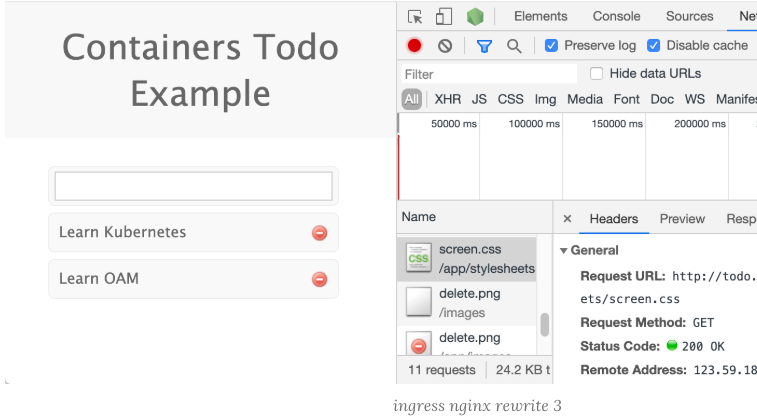 Containers Todo
Example
Learn Kubernetes
Learn OAM
Elements Console Sources
Preserve log Disable cache
Filter Hide data URLs
All XHR JS CSS Img Media Font Doc WS Manifes
50000 ms 100000 ms 150000 ms 200000 ms
Name
× Headers Preview Resp
CSS
screen.css
/app/stylesheets
delete.png
/images
delete.png
General
Request URL: http://todo.
ets/screen.css
Request Method: GET
Status Code: 200 OK
Remote Address: 123.59.18
11 requests 24.2 KB t
ingress nginx rewrite 3